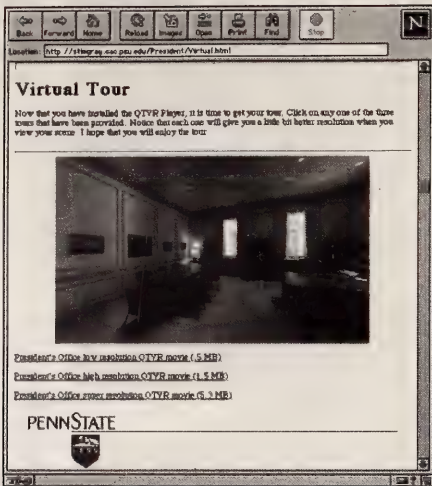 Back Forward Home Reload Images Open Print Find Stop
N
Location: http://stingray.cac.psu.edu/President/Virtual.html
Virtual Tour
Now that you have installed the QTVR Player, it is time to get your tour. Click on any one of the three
tours that have been provided. Notice that each one will give you a little bit better resolution when you
view your scene. I hope that you will enjoy the tour
President's Office low resolution QTVR movie (.5 MB)
President's Office high resolution QTVR movie (1.5 MB)
President's Office resolution QTVR movie (5.3 MB)
PENNSTATE